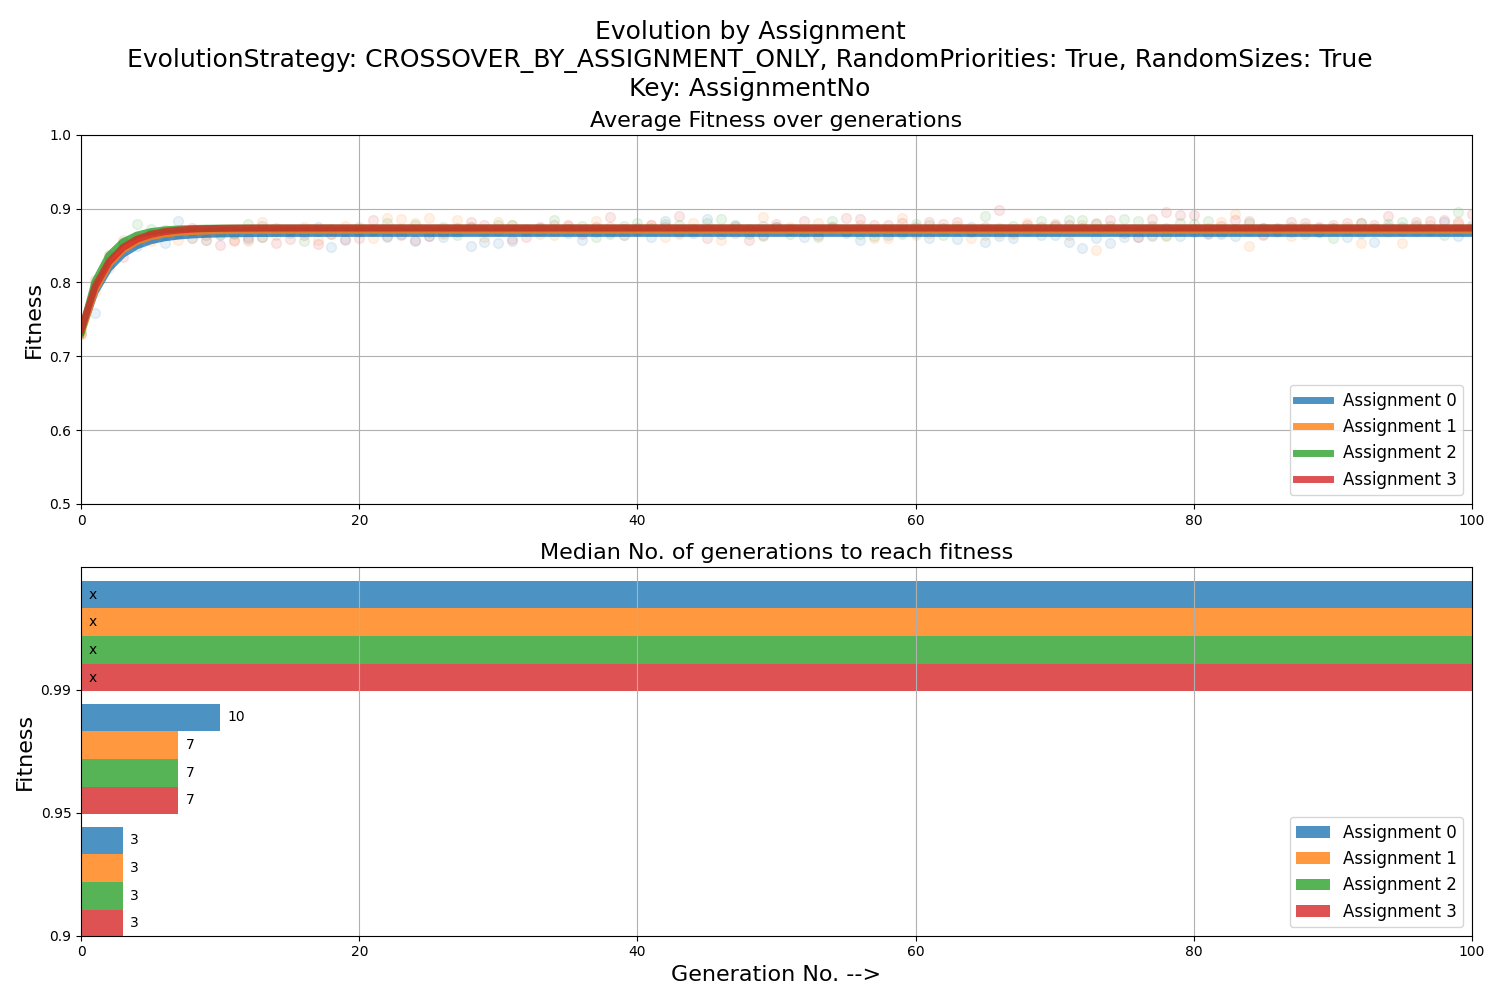 Evolution by Assignment
EvolutionStrategy: CROSSOVER_BY_ASSIGNMENT_ONLY, RandomPriorities: True, RandomSizes: True
Key: AssignmentNo
Average Fitness over generations
1.0
0.9
0.8
0.7
0.6
0.5
Fitness
0 20 40 60 80 100
Assignment 0
Assignment 1
Assignment 2
Assignment 3
Median No. of generations to reach fitness
x
x
x
x
0.99
10
7
7
7
0.95
3
3
3
3
0.9
Fitness
Assignment 0
Assignment 1
Assignment 2
Assignment 3
0 20 40 60 80 100
Generation No. -->